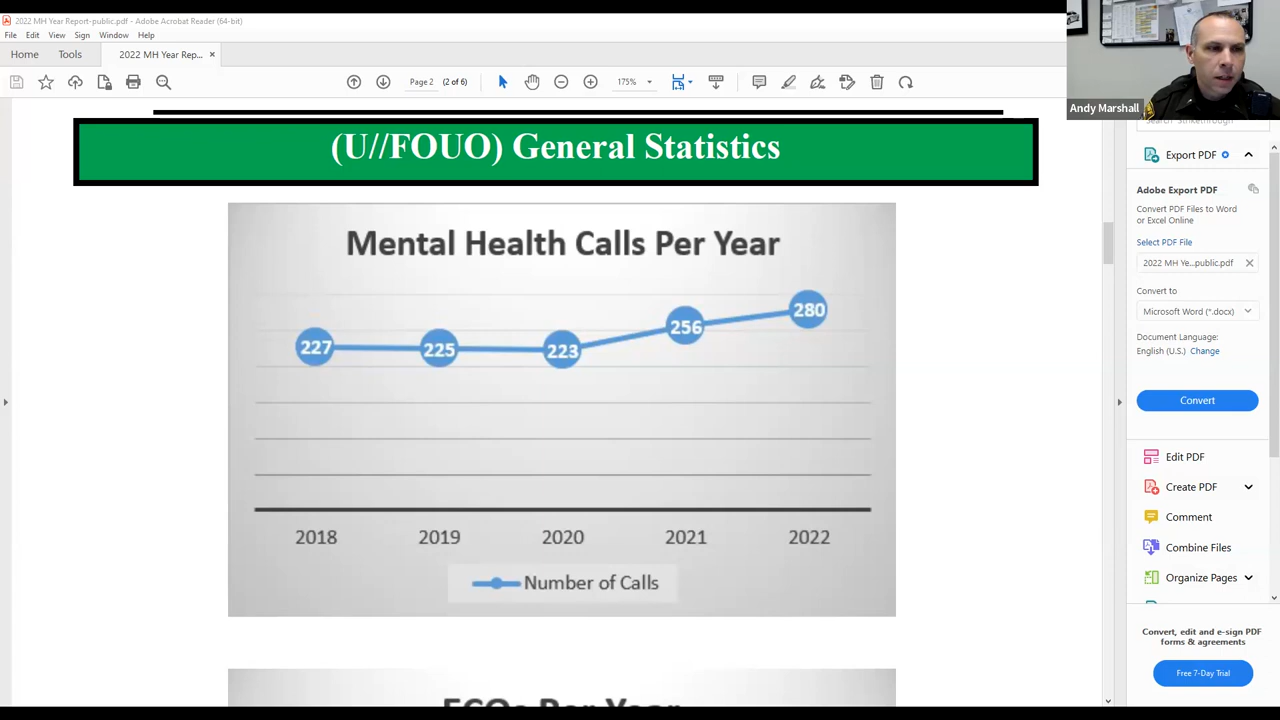 2022 MH Year Report-public.pdf - Adobe Acrobat Reader (64-bit)
File Edit View Sign Window Help
Home Tools 2022 MH Year Rep... ×
Page 2 (2 of 6) 175%
Andy Marshall
(U//FOUO) General Statistics
Mental Health Calls Per Year
227 225 223 256 280
2018 2019 2020 2021 2022
Number of Calls
Per Year
Search 'Strikethrough'
Export PDF
Adobe Export PDF
Convert PDF Files to Word
or Excel Online
Select PDF File
2022 MH Ye...public.pdf
Convert to
Microsoft Word (*.docx)
Document Language:
English (U.S.) Change
Convert
Edit PDF
Create PDF
Comment
Combine Files
Organize Pages
Convert, edit and e-sign PDF
forms & agreements
Free 7-Day Trial